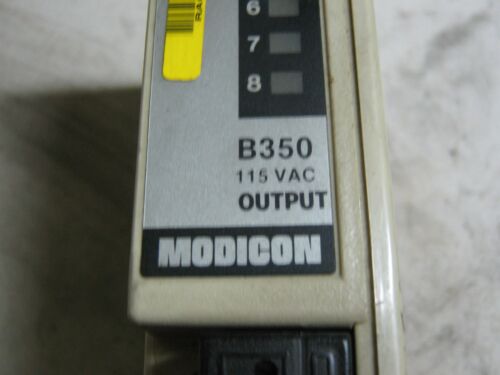 6
7
8
B350
115 VAC
OUTPUT
MODICON